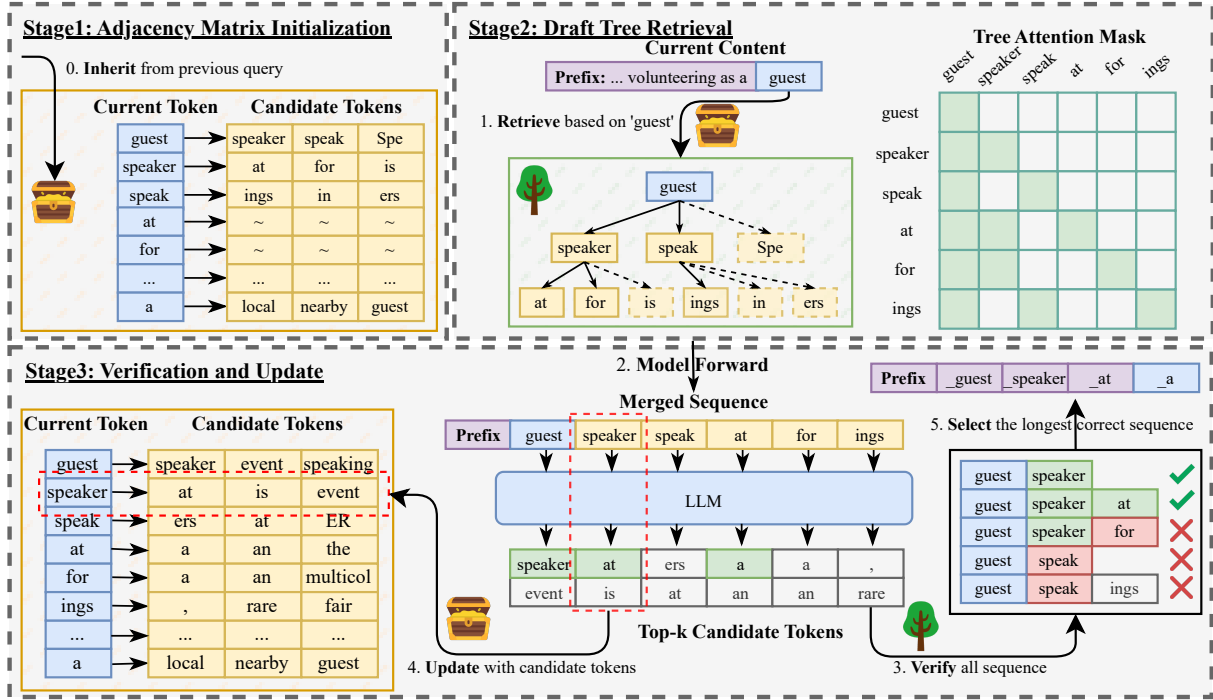 Stage1: Adjacency Matrix Initialization
0. Inherit from previous query
Current Token Candidate Tokens
guest speaker speak Spe
speaker at for is
speak ings in ers
at ~ ~ ~
for ~ ~ ~
... ... ... ...
a local nearby guest
Stage2: Draft Tree Retrieval
Current Content
Prefix: ... volunteering as a guest
1. Retrieve based on 'guest'
guest
speaker speak Spe
at for is ings in ers
Tree Attention Mask
guest speaker speak at for ings
guest
speaker
speak
at
for
ings
Stage3: Verification and Update
Current Token Candidate Tokens
guest speaker event speaking
speaker at is event
speak ers at ER
at a an the
for a an multicol
ings , rare fair
... ... ... ...
a local nearby guest
2. Model Forward
Merged Sequence
Prefix guest speaker speak at for ings
LLM
speaker at ers a a ,
event is at an an rare
Top-k Candidate Tokens
4. Update with candidate tokens
3. Verify all sequence
Prefix _guest _speaker _at _a
5. Select the longest correct sequence
guest speaker
guest speaker at
guest speaker for
guest speak
guest speak ings